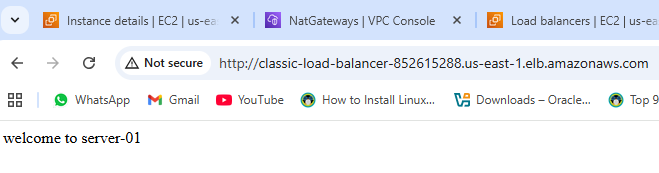 Instance details | EC2 | us-eas
NatGateways | VPC Console
Load balancers | EC2 | us-ea
Not secure
http://classic-load-balancer-852615288.us-east-1.elb.amazonaws.com
WhatsApp
Gmail
YouTube
How to Install Linux...
Downloads – Oracle...
Top 9
welcome to server-01